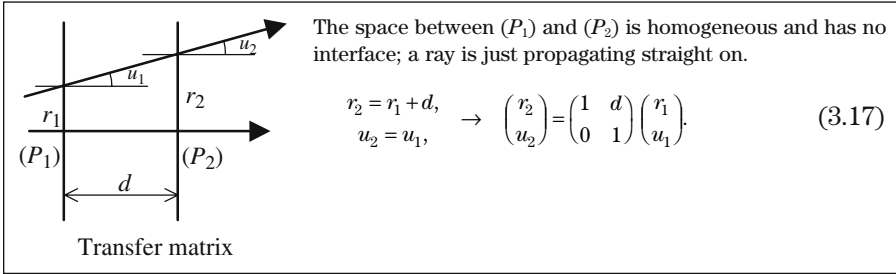 The space between (P₁) and (P₂) is homogeneous and has no
interface; a ray is just propagating straight on.
u₂
u₁
r₂
r₁
(P₁) (P₂)
d
Transfer matrix
r₂ = r₁ + d,
u₂ = u₁,
→ (r₂ u₂) = (1 d 0 1) (r₁ u₁). (3.17)